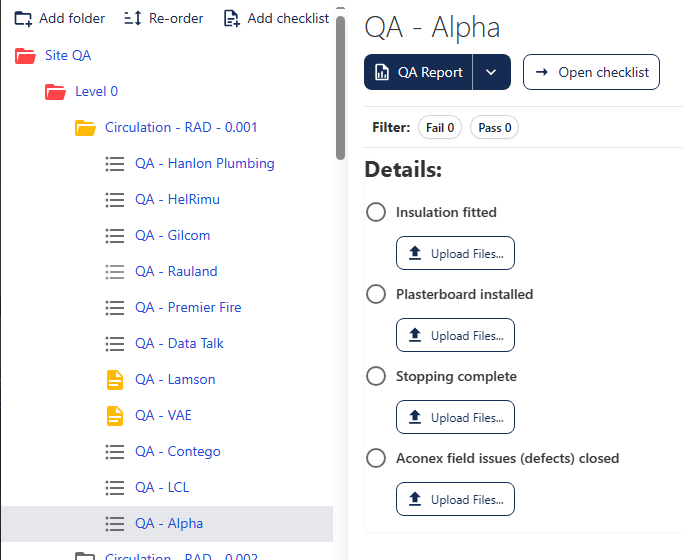 Add folder
Re-order
Add checklist
Site QA
Level 0
Circulation - RAD - 0.001
QA - Hanlon Plumbing
QA - HelRimu
QA - Gilcom
QA - Rauland
QA - Premier Fire
QA - Data Talk
QA - Lamson
QA - VAE
QA - Contego
QA - LCL
QA - Alpha
Circulation - RAD - 0.002
QA - Alpha
QA Report
Open checklist
Filter: Fail 0 Pass 0
Details:
Insulation fitted
Upload Files...
Plasterboard installed
Upload Files...
Stopping complete
Upload Files...
Aconex field issues (defects) closed
Upload Files...